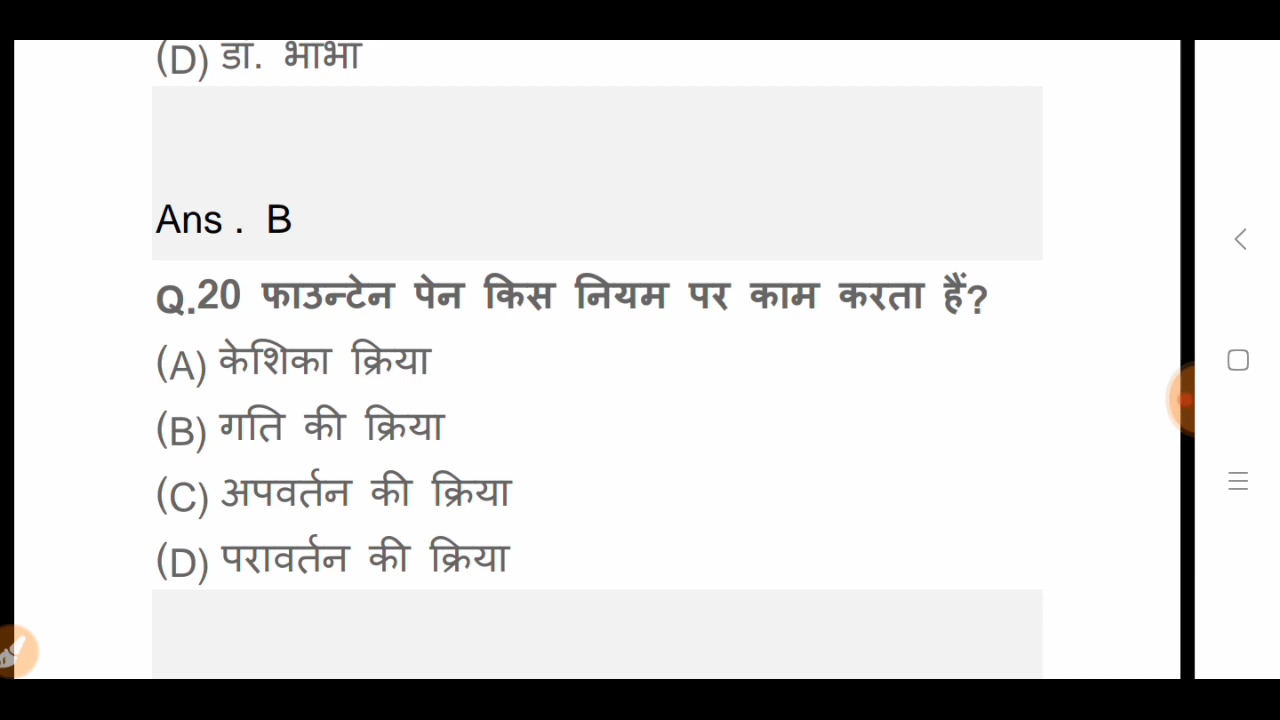 (D) डॉ. भाभा
Ans . B
Q.20 फाउन्टेन पेन किस नियम पर काम करता हैं?
(A) केशिका क्रिया
(B) गति की क्रिया
(C) अपवर्तन की क्रिया
(D) परावर्तन की क्रिया